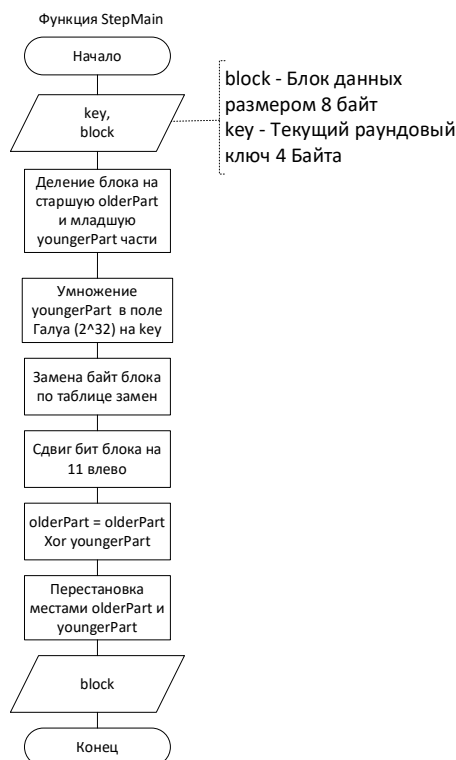 Функция StepMain
Начало
key,
block
block - Блок данных
размером 8 байт
key - Текущий раундовый
ключ 4 Байта
Деление блока на
старшую olderPart
и младшую
youngerPart части
Умножение
youngerPart в поле
Галуа (2^32) на key
Замена байт блока
по таблице замен
Сдвиг бит блока на
11 влево
olderPart = olderPart
Xor youngerPart
Перестановка
местами olderPart и
youngerPart
block
Конец